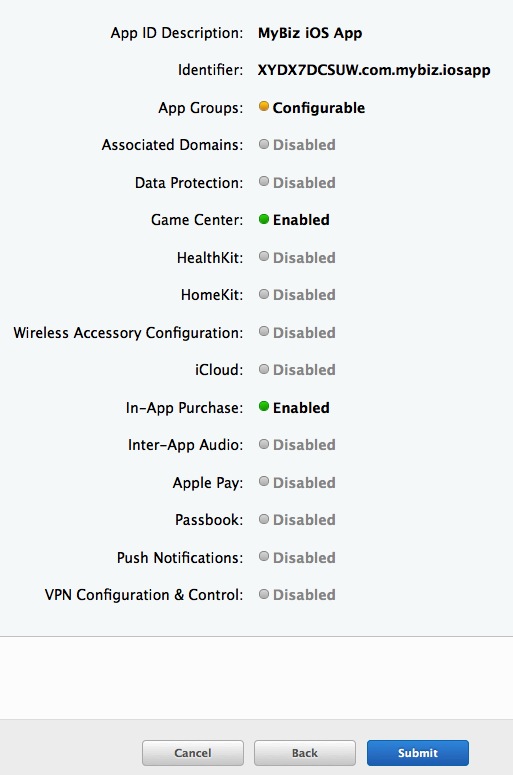 App ID Description: MyBiz iOS App
Identifier: XYDX7DCSUW.com.mybiz.iosapp
App Groups: Configurable
Associated Domains: Disabled
Data Protection: Disabled
Game Center: Enabled
HealthKit: Disabled
HomeKit: Disabled
Wireless Accessory Configuration: Disabled
iCloud: Disabled
In-App Purchase: Enabled
Inter-App Audio: Disabled
Apple Pay: Disabled
Passbook: Disabled
Push Notifications: Disabled
VPN Configuration & Control: Disabled
Cancel Back Submit